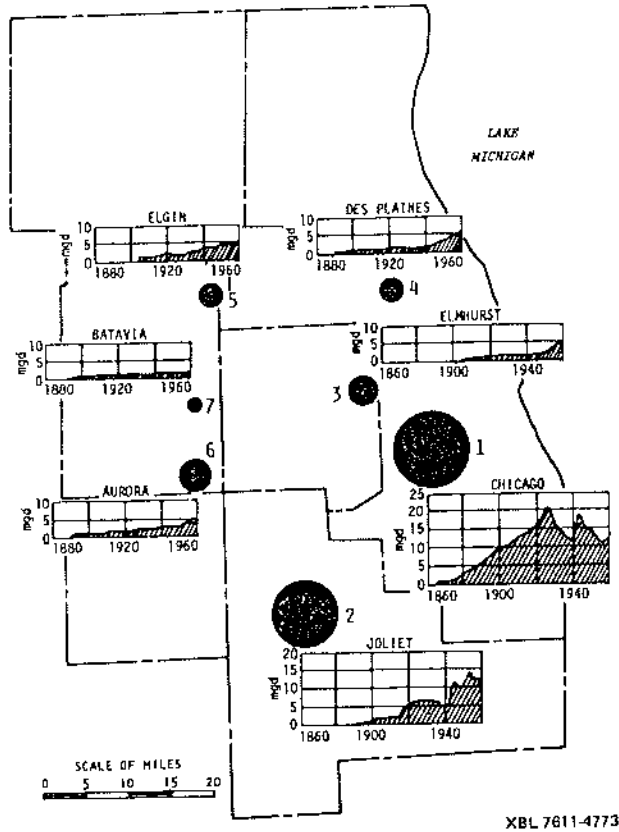 LAKE
MICHIGAN
ELGIN
mgd
10
5
0
1880 1920 1960
DES PLAINES
mgd
10
5
0
1880 1920 1960
5
4
BATAVIA
mgd
10
5
0
1880 1920 1960
ELMHURST
mgd
10
5
0
1860 1900 1940
3
7
1
6
AURORA
mgd
10
5
0
1880 1920 1960
CHICAGO
mgd
25
20
15
10
5
0
1860 1900 1940
2
JOLIET
mgd
20
15
10
5
0
1860 1900 1940
SCALE OF MILES
0 5 10 15 20
XBL 7611-4773